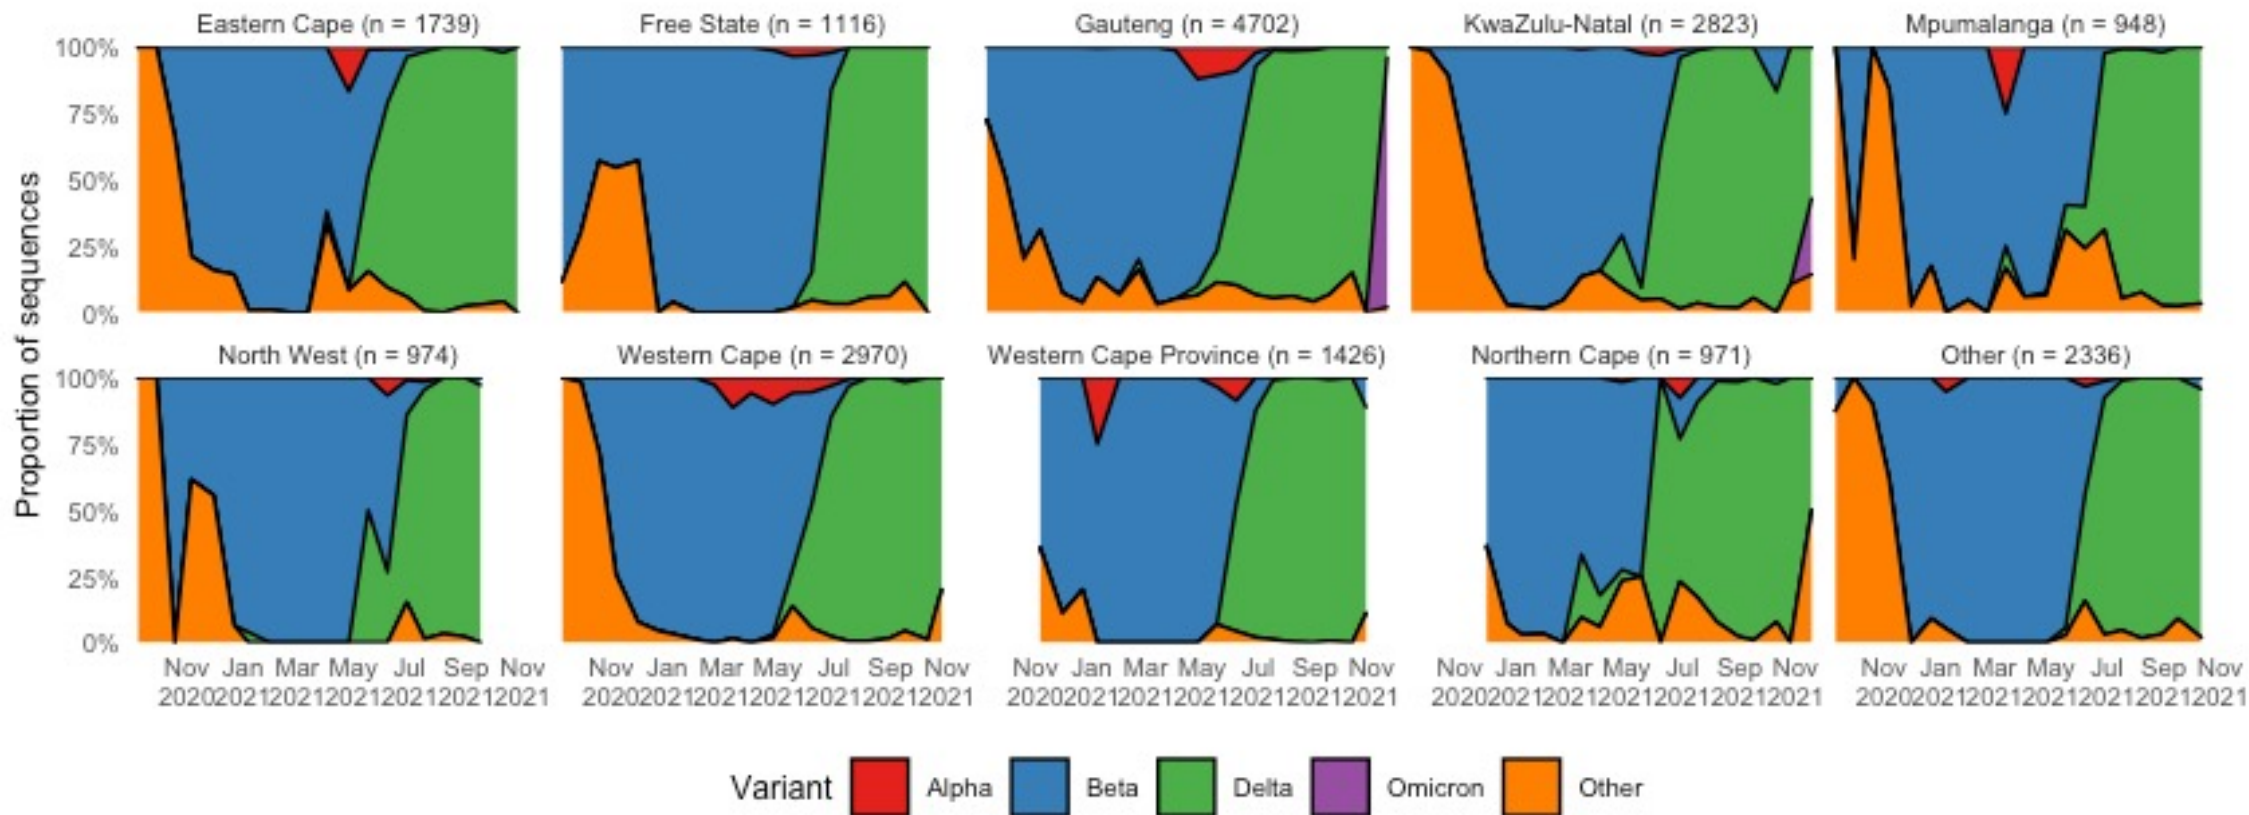 Eastern Cape (n = 1739)
Free State (n = 1116)
Gauteng (n = 4702)
KwaZulu-Natal (n = 2823)
Mpumalanga (n = 948)
100%
75%
50%
25%
0%
Proportion of sequences
North West (n = 974)
Western Cape (n = 2970)
Western Cape Province (n = 1426)
Northern Cape (n = 971)
Other (n = 2336)
100%
75%
50%
25%
0%
Nov Jan Mar May Jul Sep Nov
2020 2021 2021 2021 2021 2021 2021
Nov Jan Mar May Jul Sep Nov
2020 2021 2021 2021 2021 2021 2021
Nov Jan Mar May Jul Sep Nov
2020 2021 2021 2021 2021 2021 2021
Nov Jan Mar May Jul Sep Nov
2020 2021 2021 2021 2021 2021 2021
Nov Jan Mar May Jul Sep Nov
2020 2021 2021 2021 2021 2021 2021
Variant Alpha Beta Delta Omicron Other